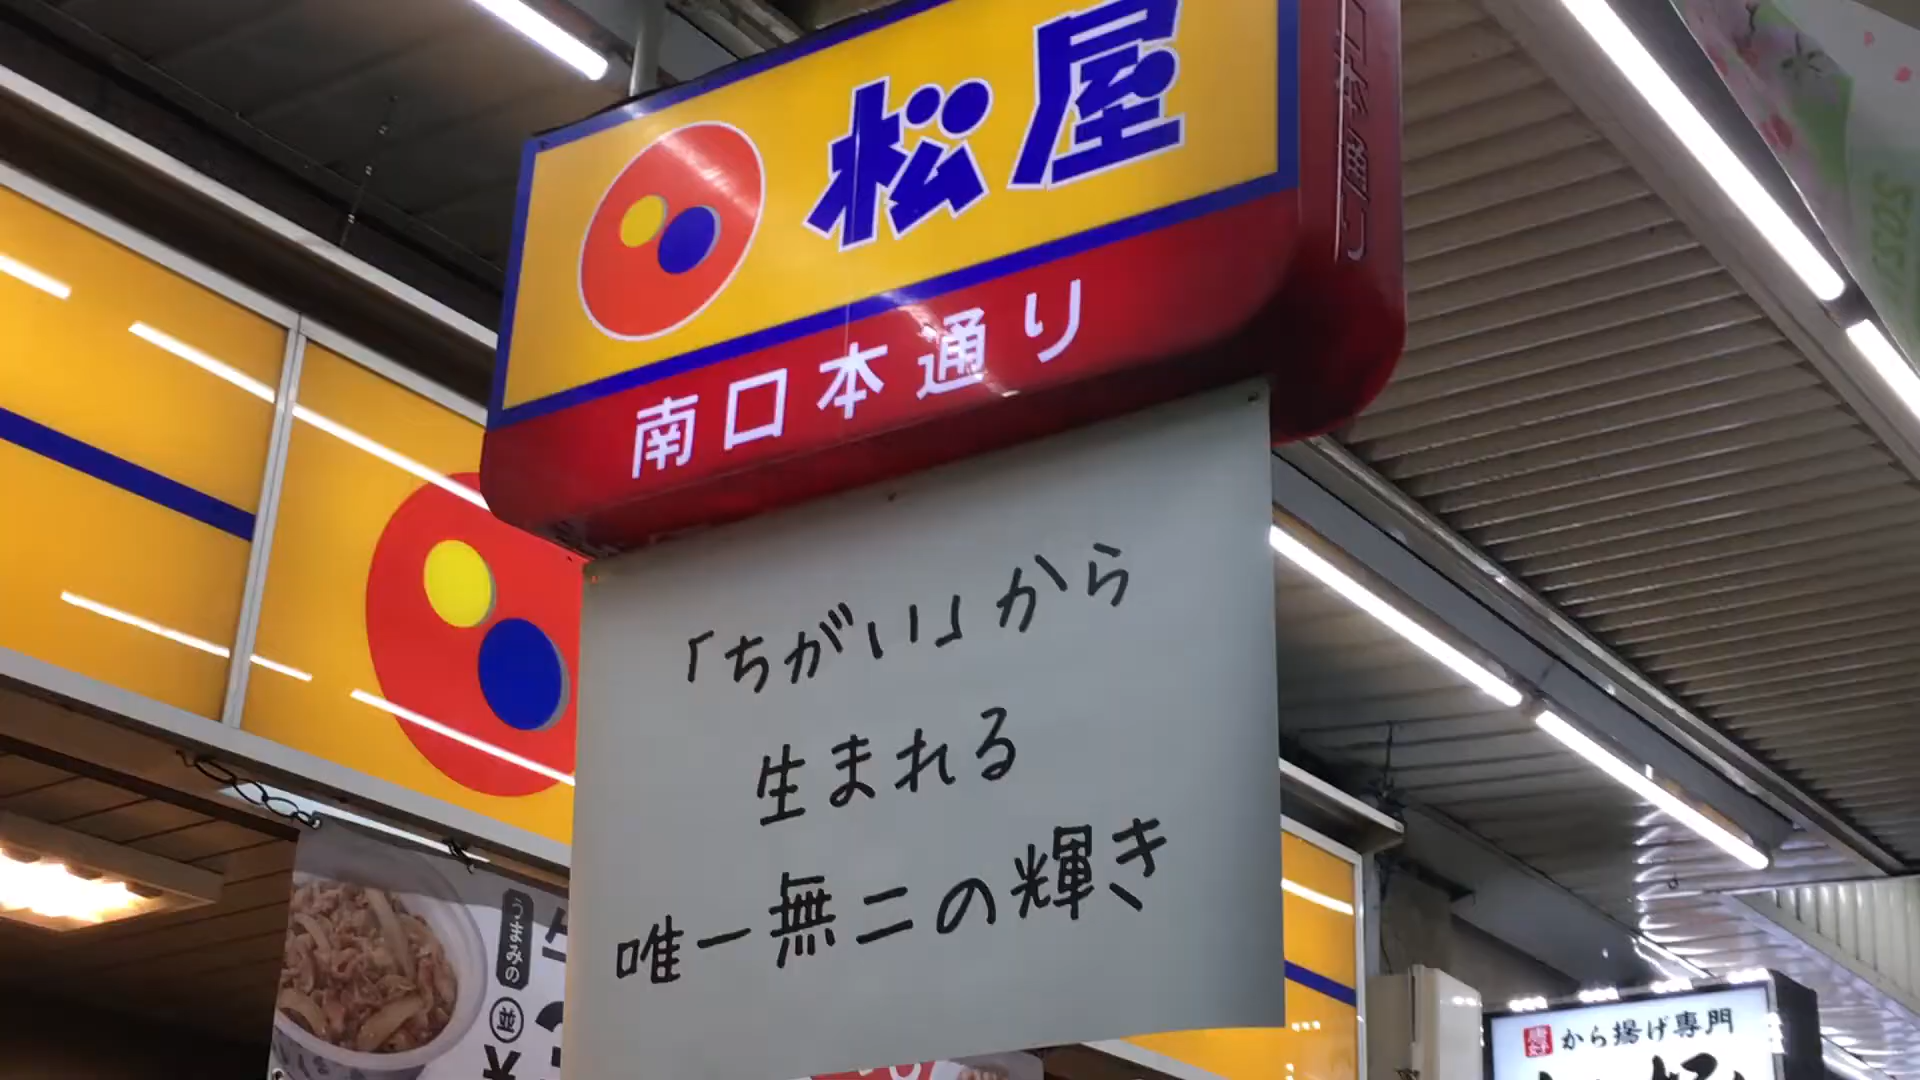 松屋
南口本通り
「ちがい」から
生まれる
唯一無二の輝き
うまみの
並
から揚げ専門